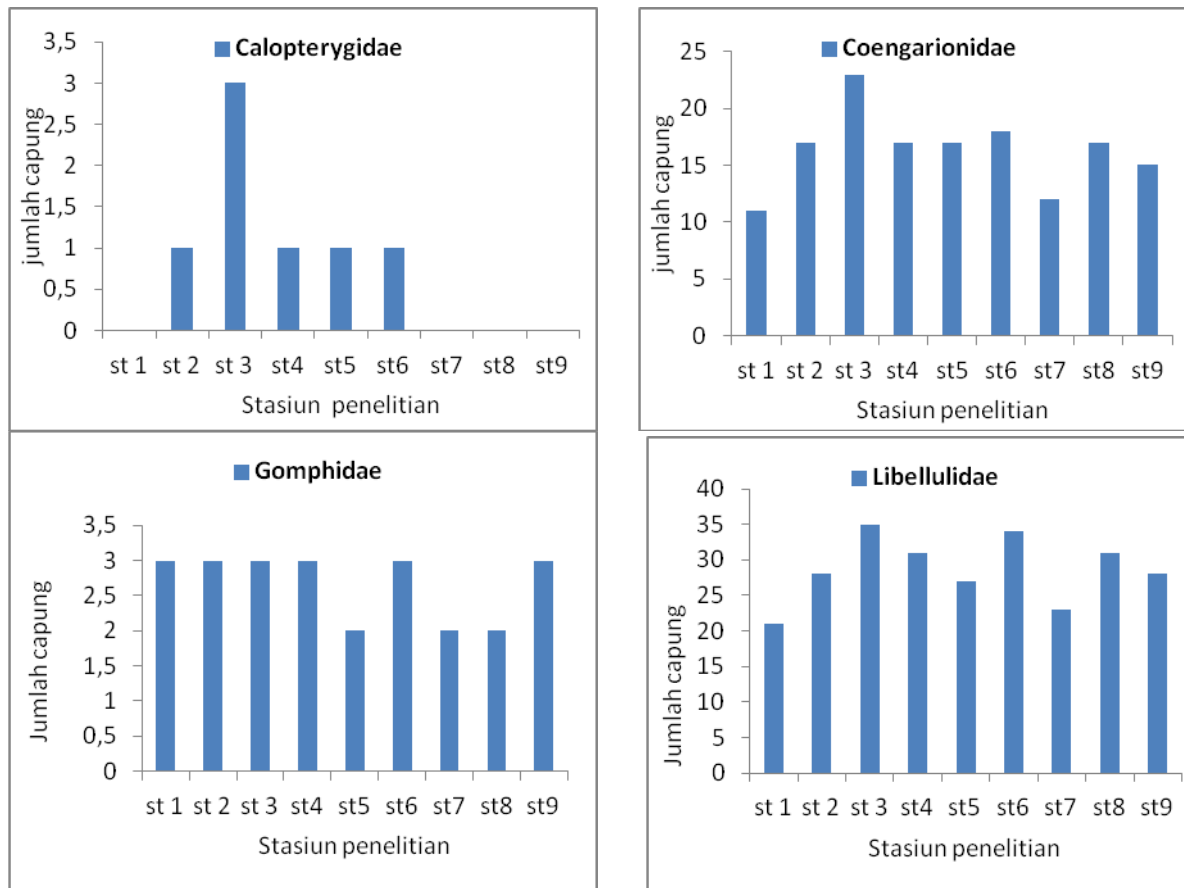 Calopterygidae
3,5
3
2,5
2
1,5
1
0,5
0
jumlah capung
st 1 st 2 st 3 st4 st5 st6 st7 st8 st9
Stasiun penelitian
Coengarionidae
25
20
15
10
5
0
jumlah capung
st 1 st 2 st 3 st4 st5 st6 st7 st8 st9
Stasiun penelitian
Gomphidae
3,5
3
2,5
2
1,5
1
0,5
0
Jumlah capung
st 1 st 2 st 3 st4 st5 st6 st7 st8 st9
Stasiun penelitian
Libellulidae
40
35
30
25
20
15
10
5
0
Jumlah capung
st 1 st 2 st 3 st4 st5 st6 st7 st8 st9
Stasiun penelitian